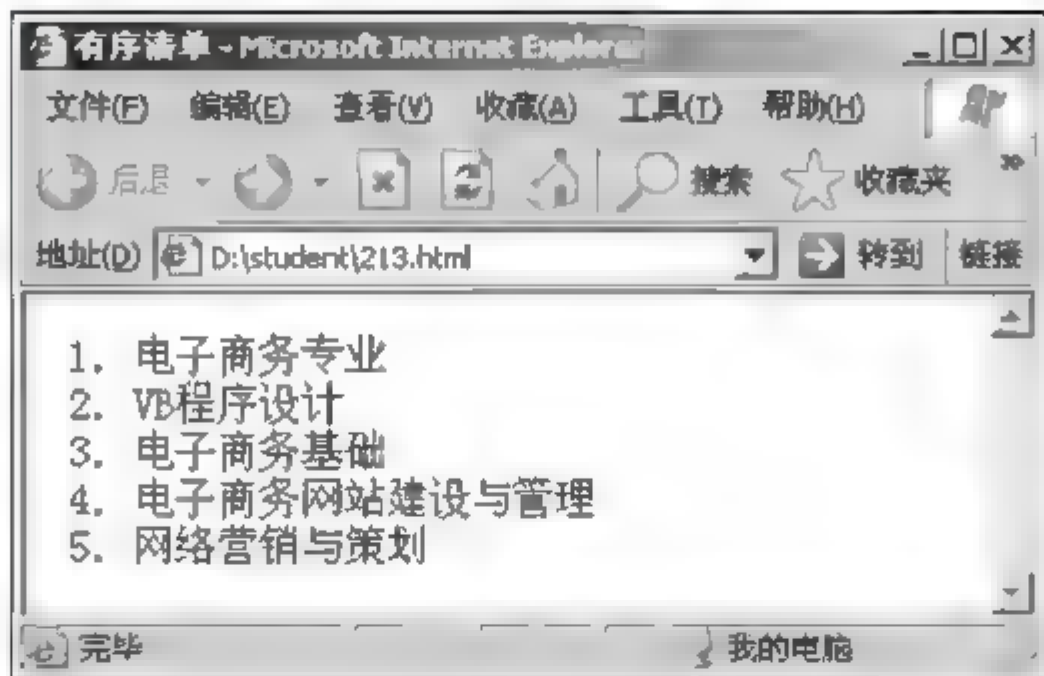 有序清单 - Microsoft Internet Explorer
文件(F) 编辑(E) 查看(V) 收藏(A) 工具(T) 帮助(H)
后退 搜索 收藏夹 »
地址(D) D:\student\213.html 转到 链接
1. 电子商务专业
2. VB程序设计
3. 电子商务基础
4. 电子商务网站建设与管理
5. 网络营销与策划
完毕 我的电脑